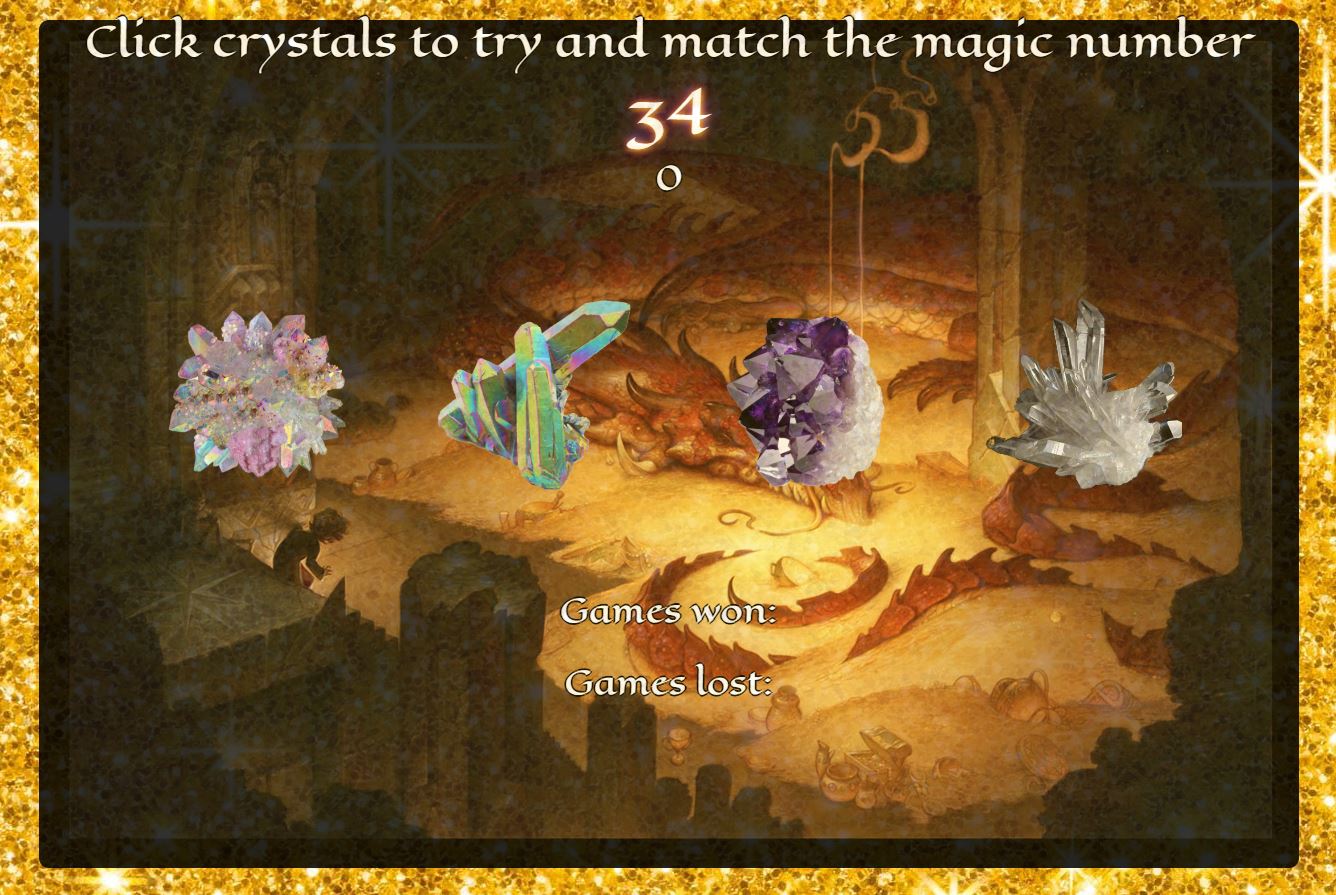 Click crystals to try and match the magic number
34
0
Games won:
Games lost: